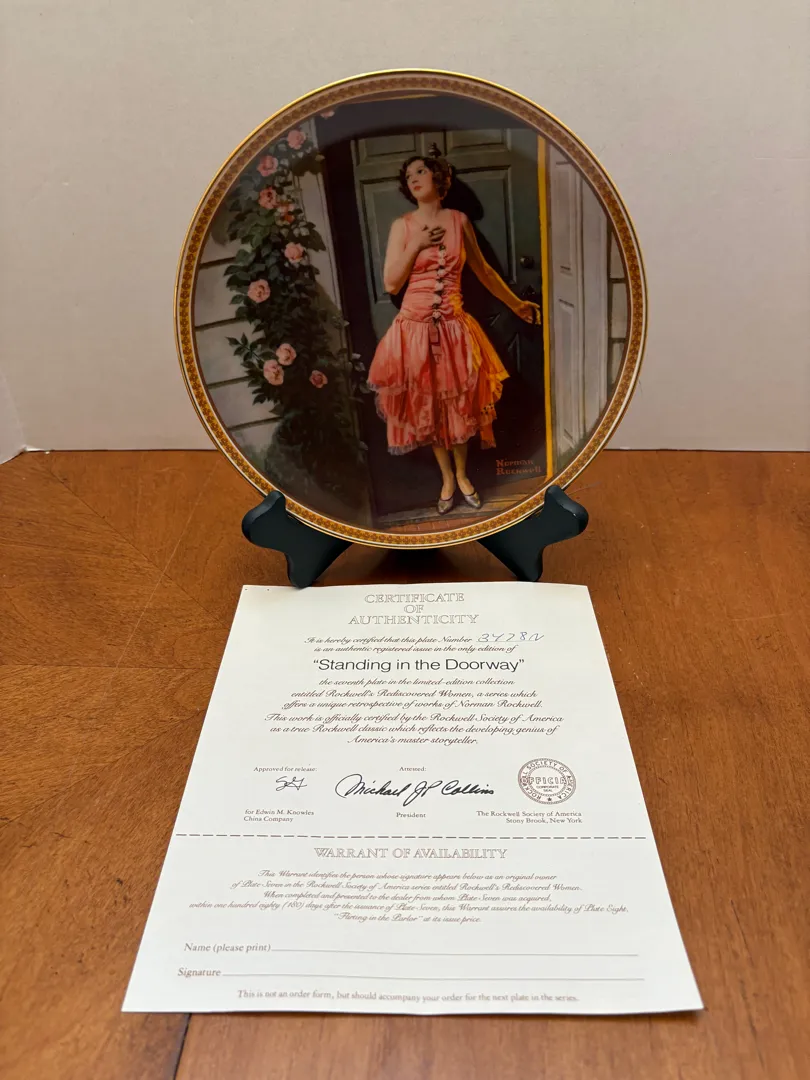 Norman
Rockwell
CERTIFICATE
OF
AUTHENTICITY
It is hereby certified that this plate Number 3478N
is an authentic registered issue in the only edition of
"Standing in the Doorway"
the seventh plate in the limited-edition collection
entitled Rockwell's Rediscovered Women, a series which
offers a unique retrospective of works of Norman Rockwell.
This work is officially certified by the Rockwell Society of America
as a true Rockwell classic which reflects the developing genius of
America's master storyteller.
Approved for release:
for Edwin M. Knowles
China Company
Attested:
Michael JP Collins
President
ROCKWELL SOCIETY OF AMERICA
OFFICIAL
CORPORATE
SEAL
The Rockwell Society of America
Stony Brook, New York
WARRANT OF AVAILABILITY
This Warrant identifies the person whose signature appears below as an original owner
of Plate Seven in the Rockwell Society of America series entitled Rockwell's Rediscovered Women.
When completed and presented to the dealer from whom Plate Seven was acquired,
within one hundred eighty (180) days after the issuance of Plate Seven, this Warrant assures the availability of Plate Eight,
"Flirting in the Parlor" at its issue price.
Name (please print)
Signature
This is not an order form, but should accompany your order for the next plate in the series.